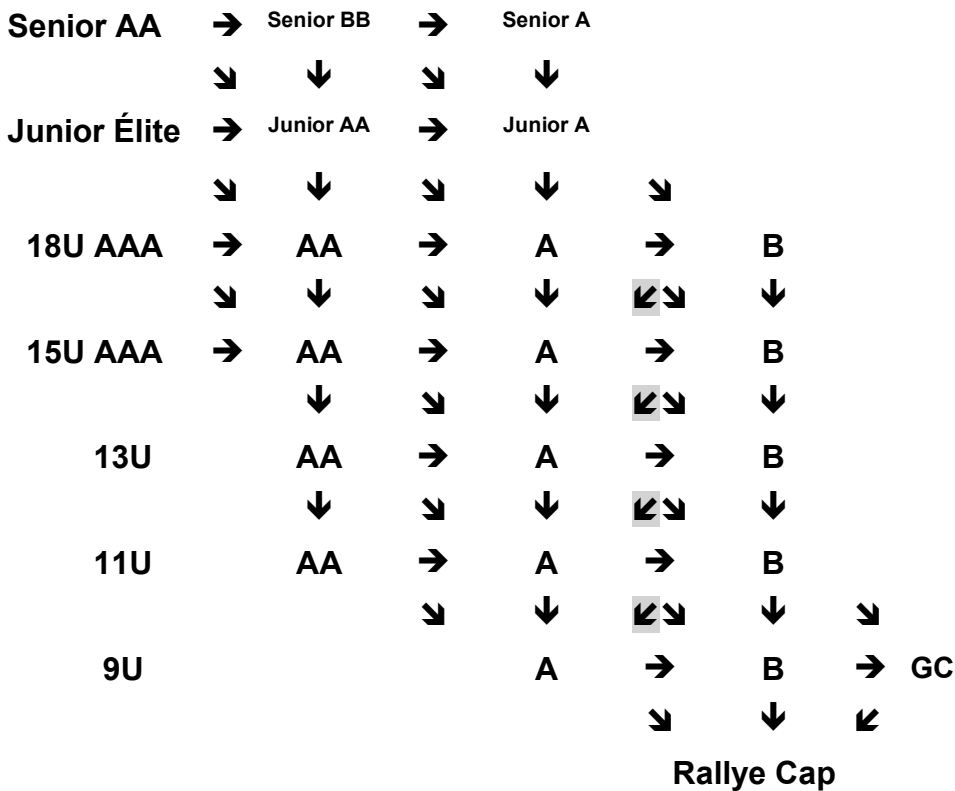 Senior AA → Senior BB → Senior A
↘ ↓ ↘ ↓
Junior Élite → Junior AA → Junior A
↘ ↓ ↘ ↓ ↘
18U AAA → AA → A → B
↘ ↓ ↘ ↓ ↙↘ ↓
15U AAA → AA → A → B
↓ ↘ ↓ ↙↘ ↓
13U AA → A → B
↓ ↘ ↓ ↙↘ ↓
11U AA → A → B
↘ ↓ ↙↘ ↓ ↘
9U A → B → GC
↘ ↓ ↙
Rallye Cap